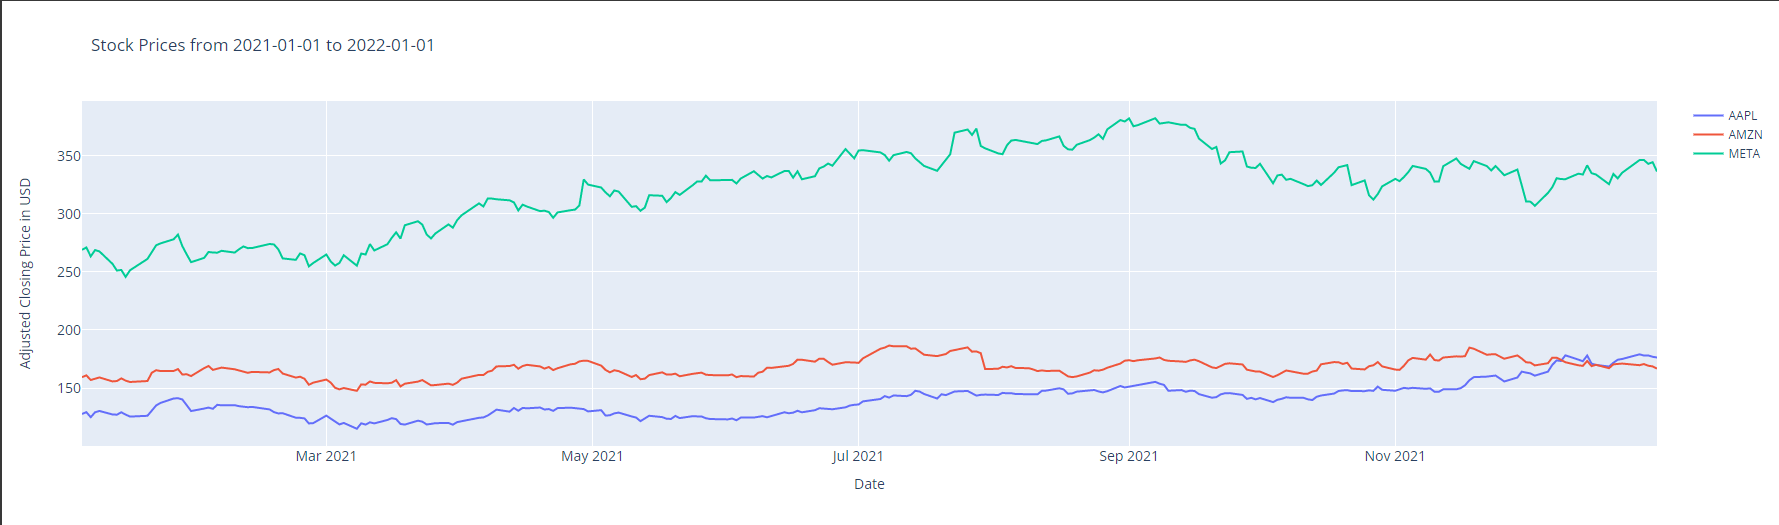 Stock Prices from 2021-01-01 to 2022-01-01
AAPL
AMZN
META
Adjusted Closing Price in USD
350
300
250
200
150
Mar 2021
May 2021
Jul 2021
Sep 2021
Nov 2021
Date